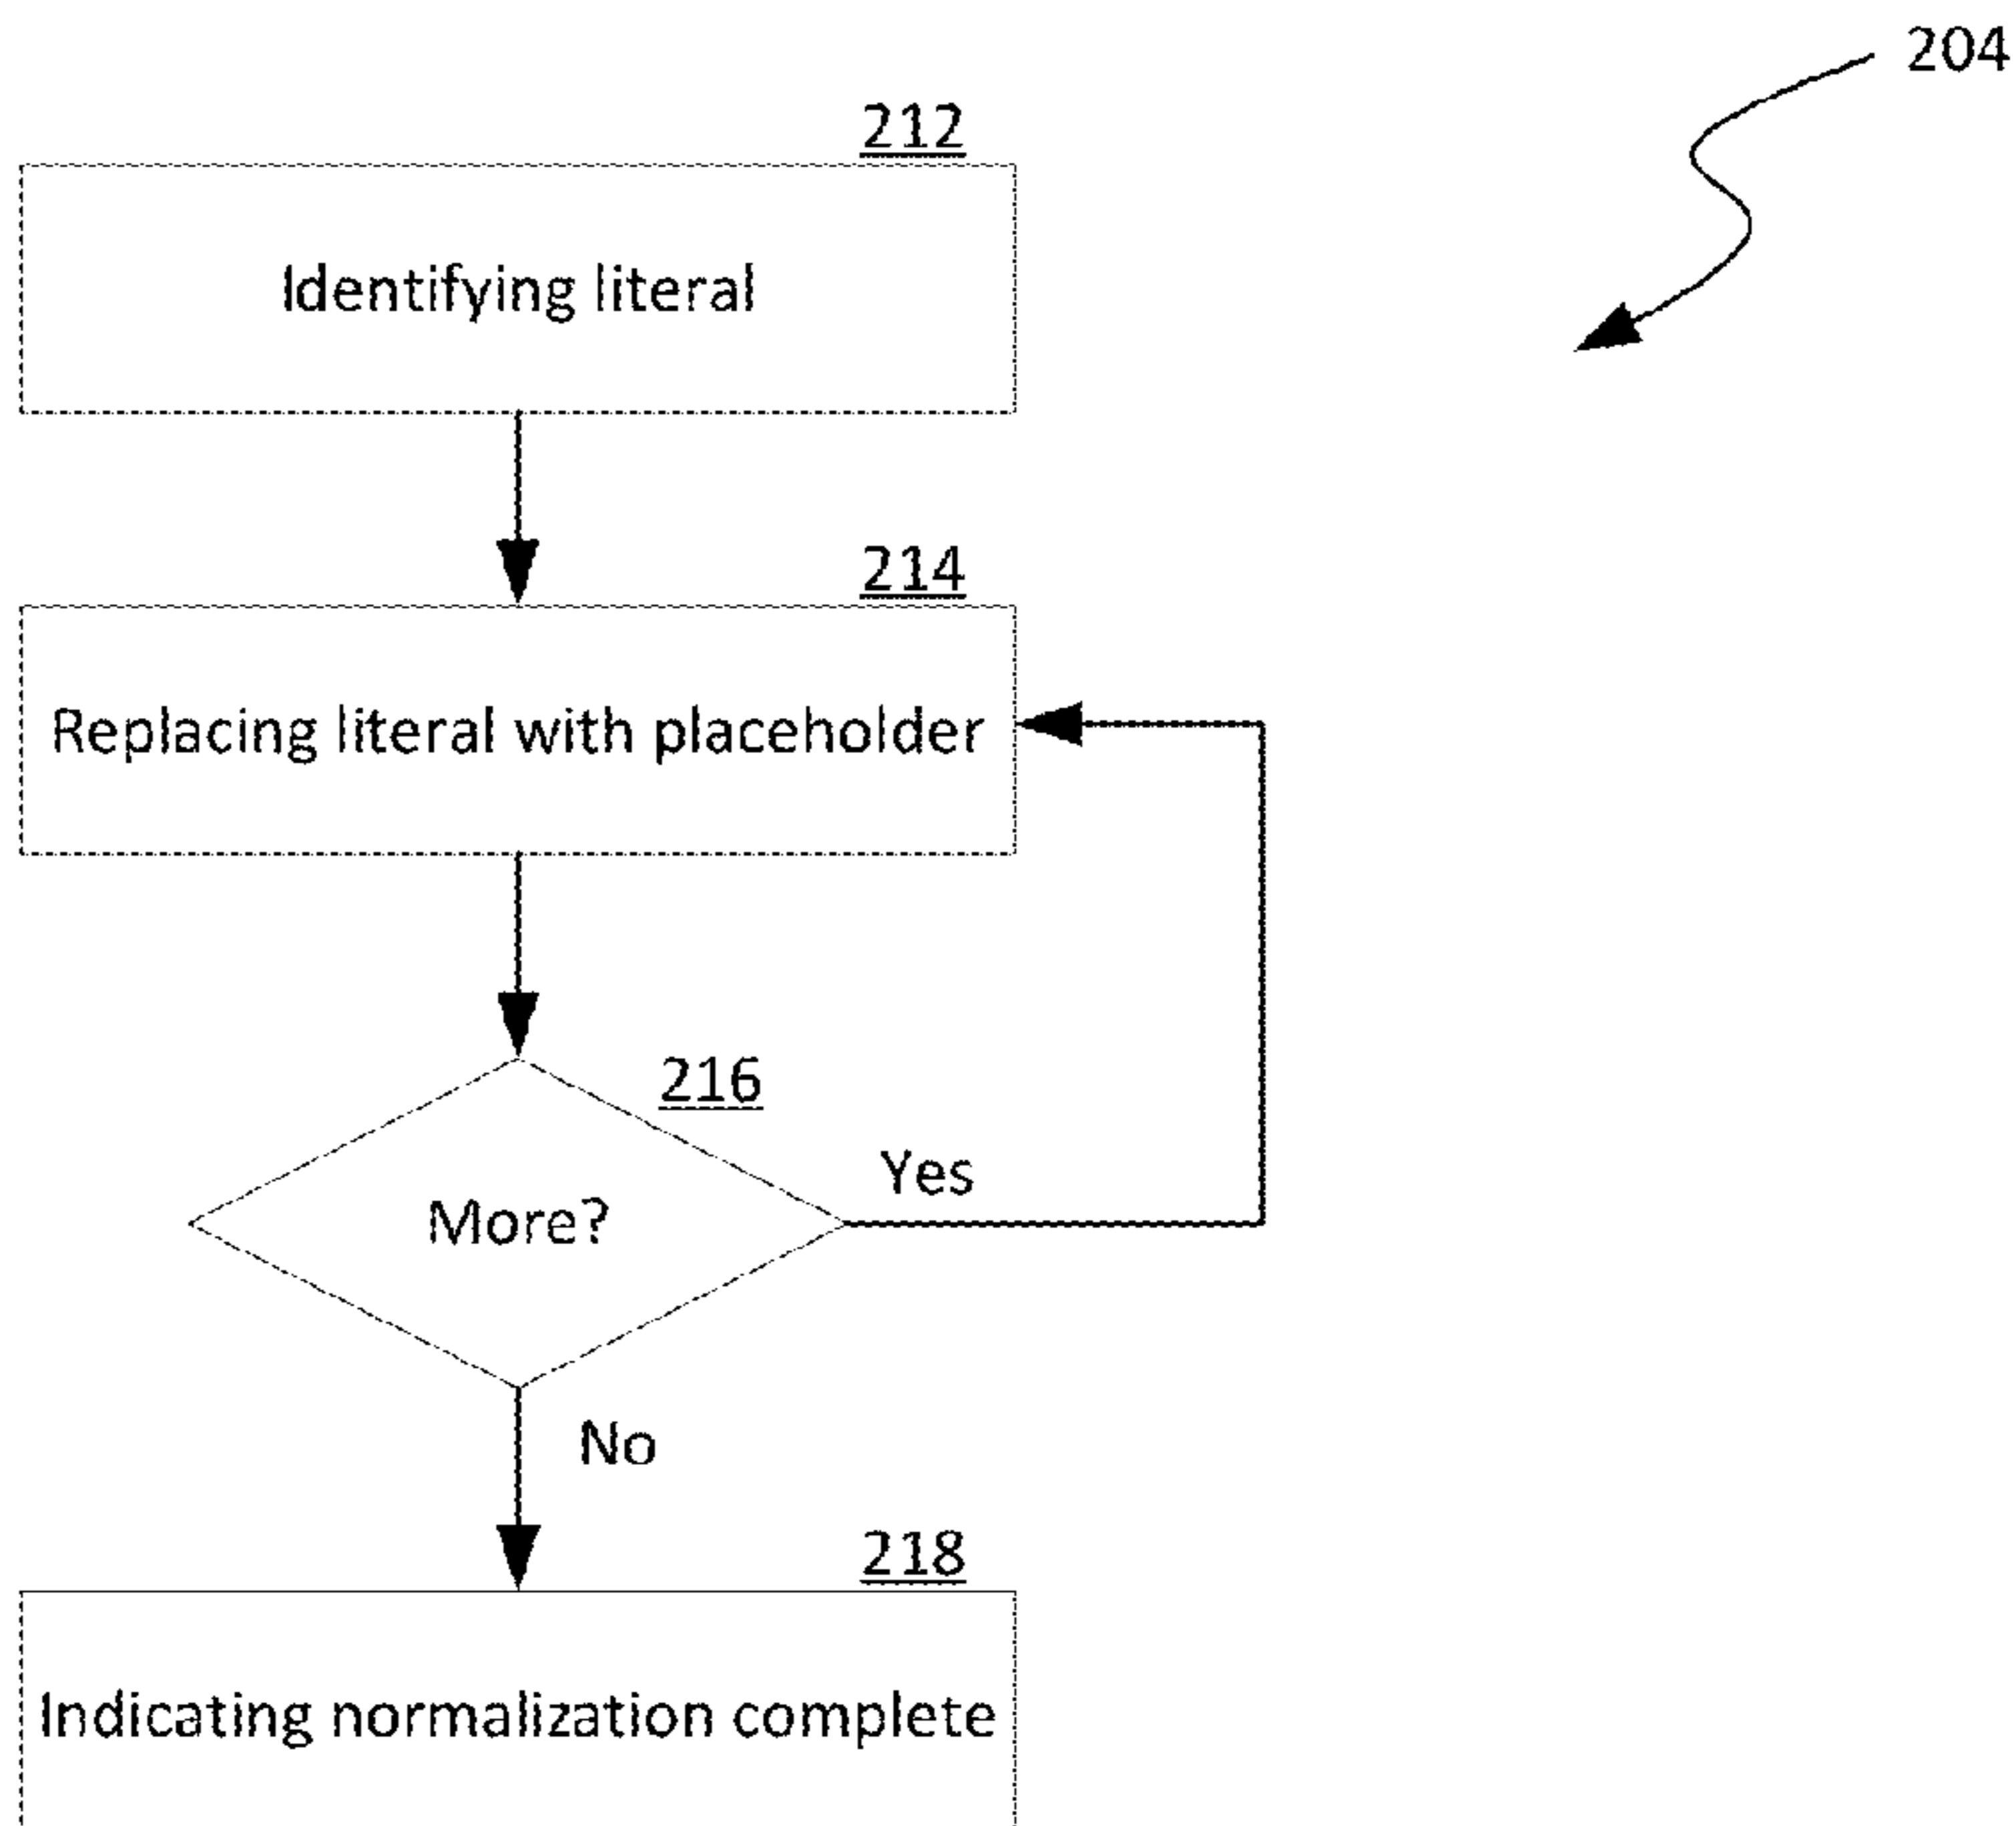 204
212
Identifying literal
214
Replacing literal with placeholder
216
Yes
More?
No
218
Indicating normalization complete